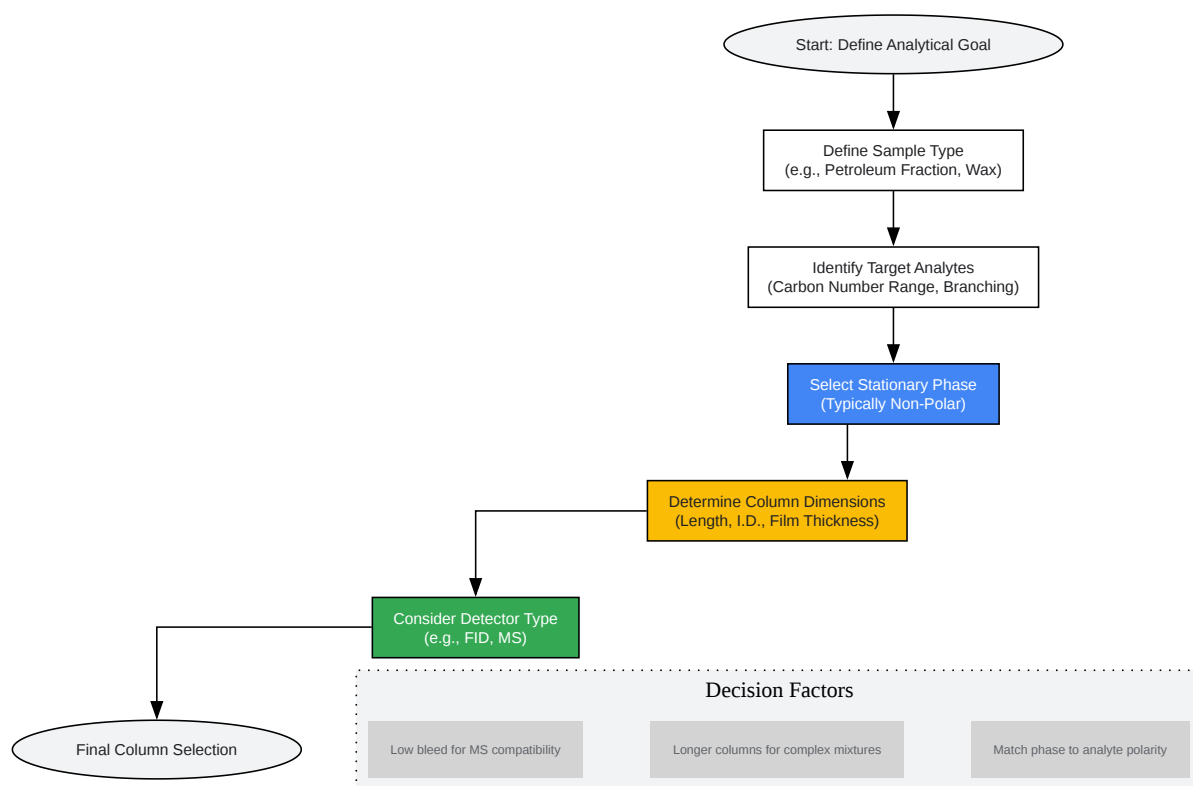 Start: Define Analytical Goal
Define Sample Type
(e.g., Petroleum Fraction, Wax)
Identify Target Analytes
(Carbon Number Range, Branching)
Select Stationary Phase
(Typically Non-Polar)
Determine Column Dimensions
(Length, I.D., Film Thickness)
Consider Detector Type
(e.g., FID, MS)
Final Column Selection
Decision Factors
Low bleed for MS compatibility
Longer columns for complex mixtures
Match phase to analyte polarity